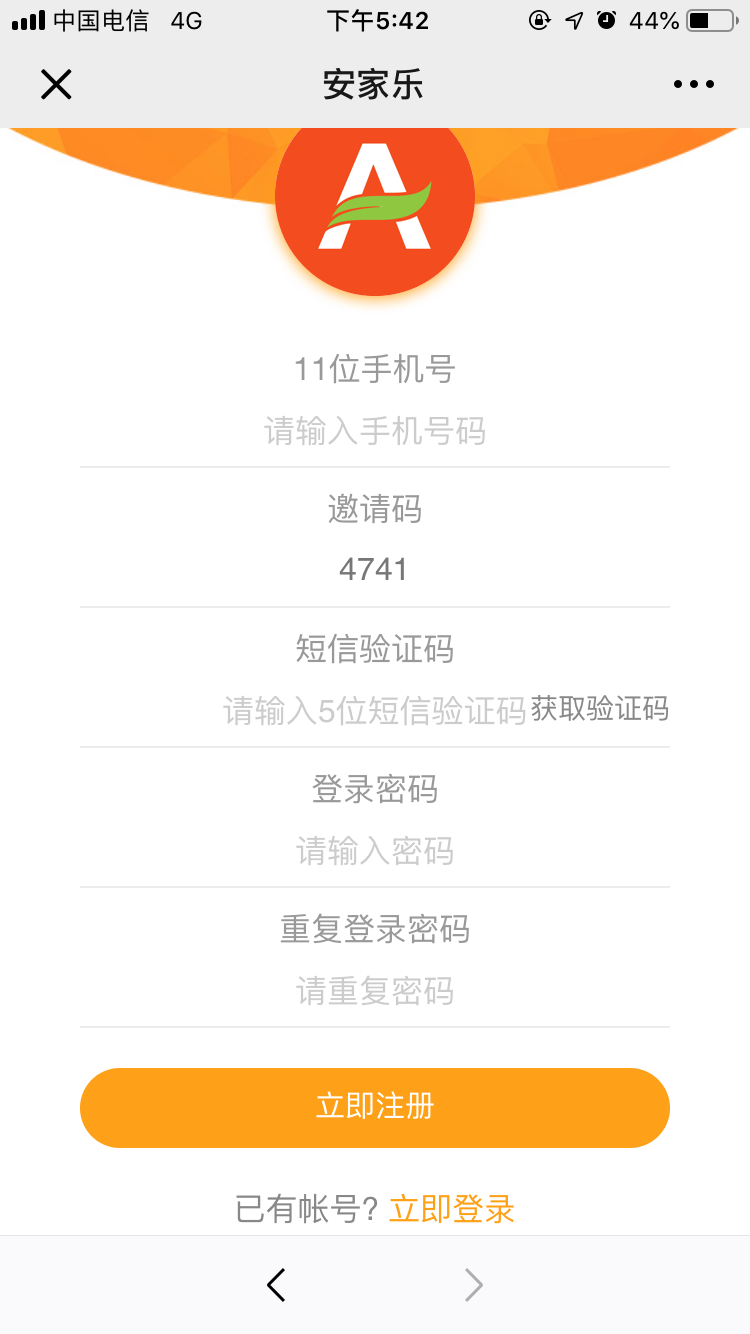 中国电信 4G 下午5:42 44%
安家乐
11位手机号
请输入手机号码
邀请码
4741
短信验证码
请输入5位短信验证码 获取验证码
登录密码
请输入密码
重复登录密码
请重复密码
立即注册
已有帐号? 立即登录